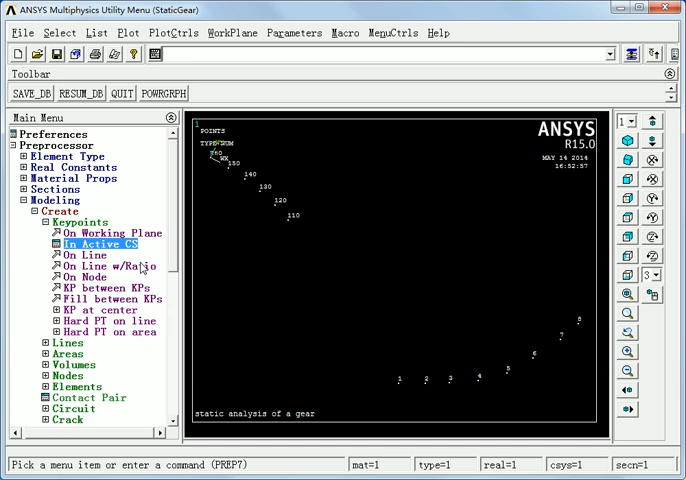 ANSYS Multiphysics Utility Menu (StaticGear)
File Select List Plot PlotCtrls WorkPlane Parameters Macro MenuCtrls Help
Toolbar
SAVE_DB RESUM_DB QUIT POWRGRPH
Main Menu
Preferences
Preprocessor
Element Type
Real Constants
Material Props
Sections
Modeling
Create
Keypoints
On Working Plane
In Active CS
On Line
On Line w/Ratio
On Node
KP between KPs
Fill between KPs
KP at center
Hard PT on line
Hard PT on area
Lines
Areas
Volumes
Nodes
Elements
Contact Pair
Circuit
Crack
1
POINTS
TYPE NUM
WX
150
140
130
120
110
ANSYS
R15.0
MAY 14 2014
16:52:57
1 2 3 4 5 6 7 8
static analysis of a gear
1
3
Pick a menu item or enter a command (PREP7)
mat=1
type=1
real=1
csys=1
secn=1